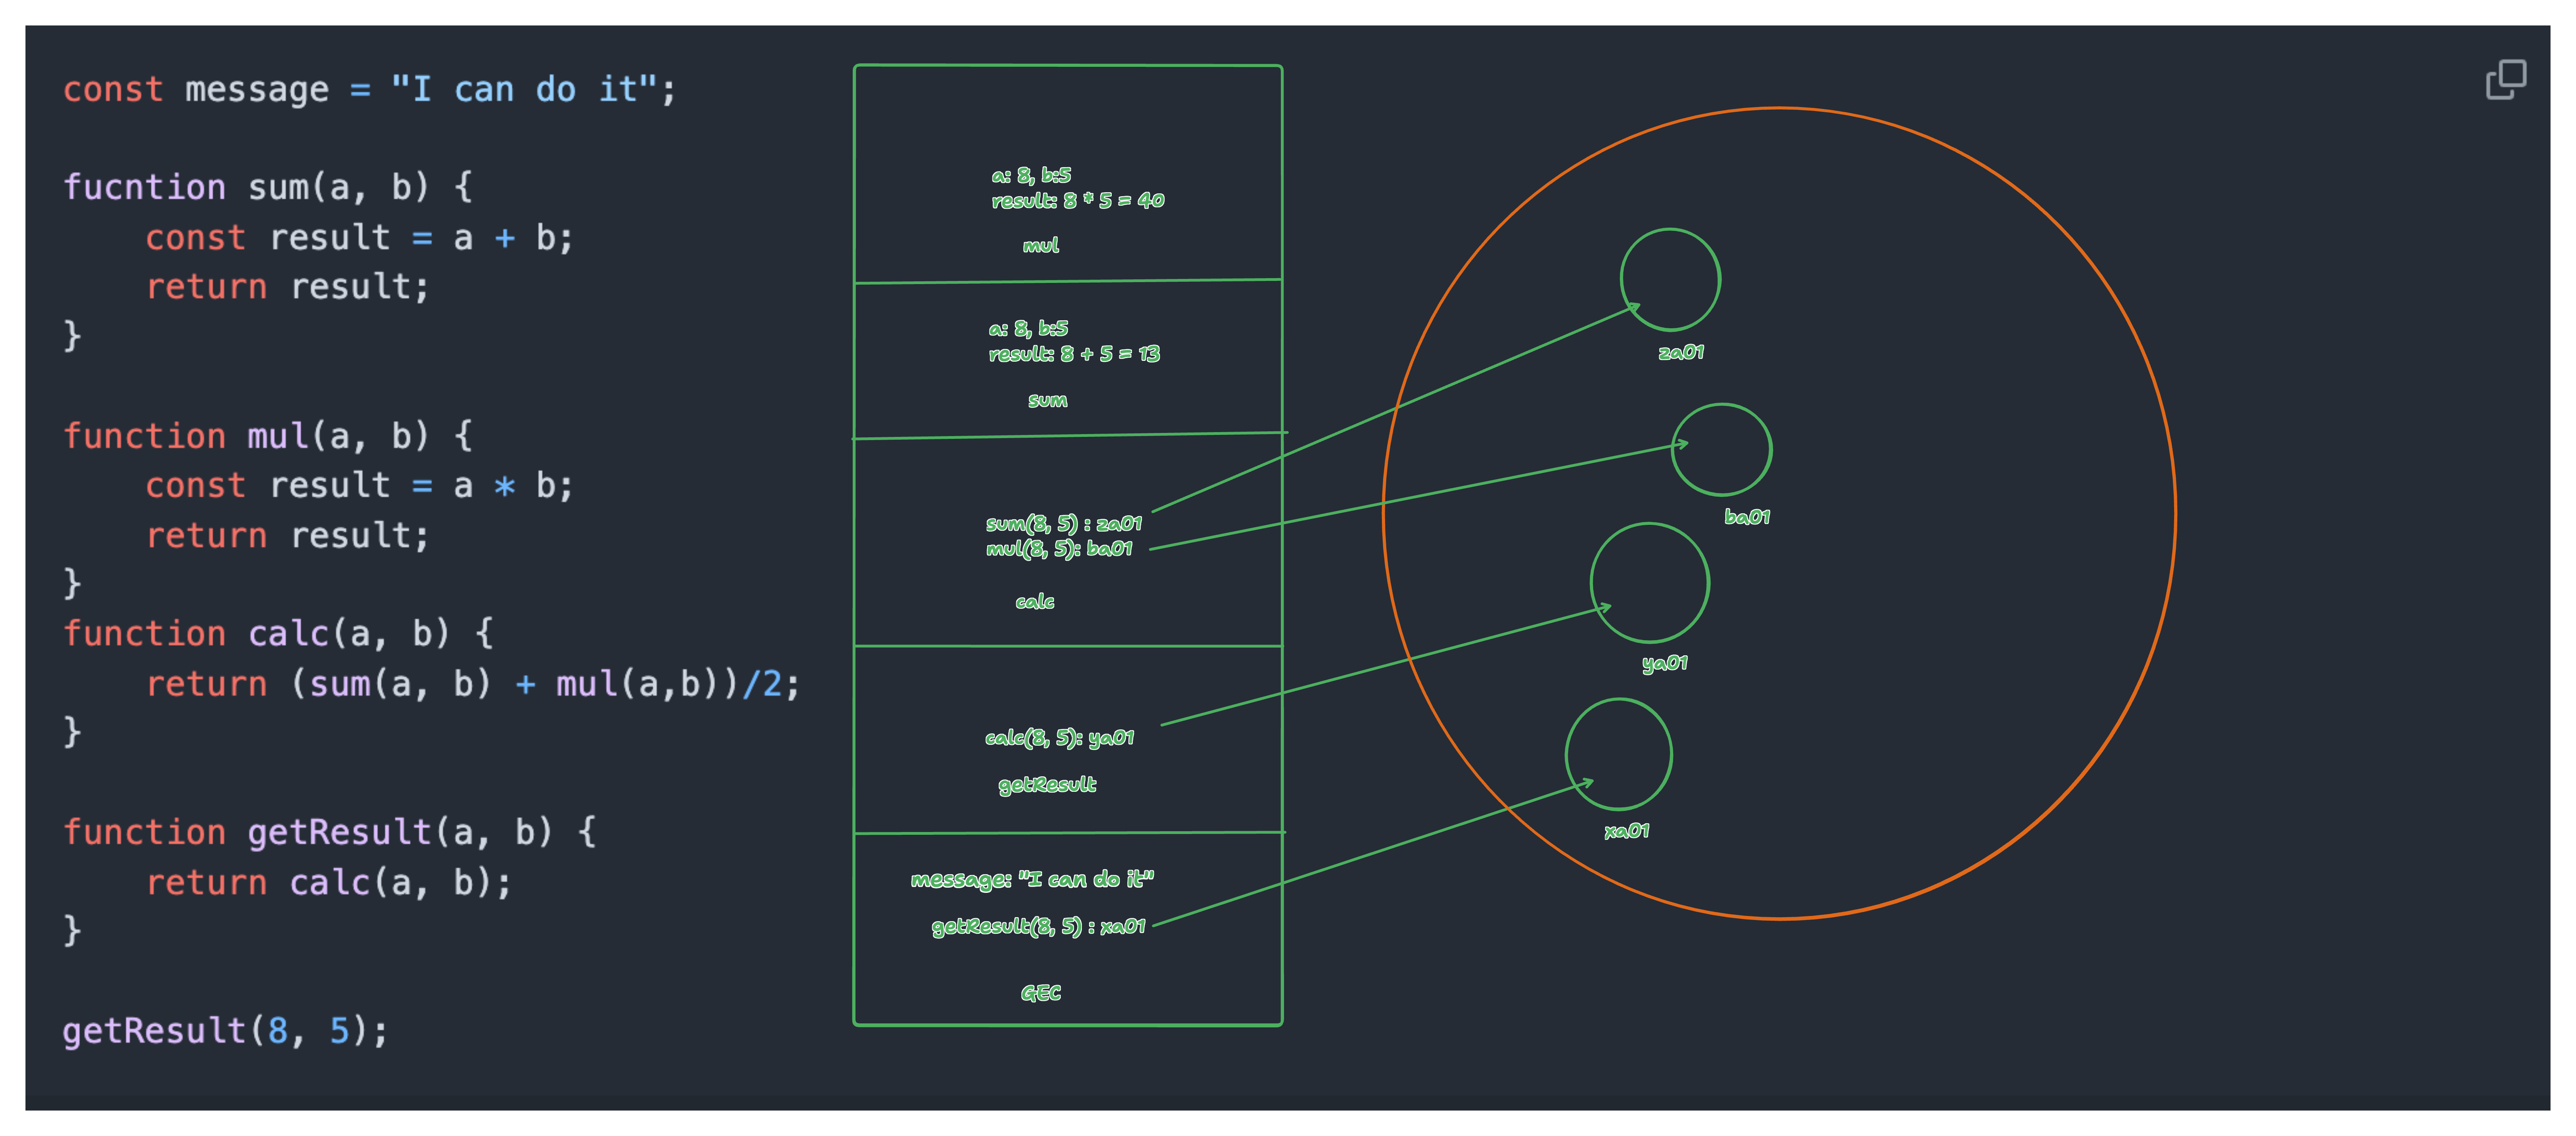 const message = "I can do it";
fucntion sum(a, b) {
    const result = a + b;
    return result;
}
function mul(a, b) {
    const result = a * b;
    return result;
}
function calc(a, b) {
    return (sum(a, b) + mul(a,b))/2;
}
function getResult(a, b) {
    return calc(a, b);
}
getResult(8, 5);
a: 8, b:5
result: 8 * 5 = 40
mul
a: 8, b:5
result: 8 + 5 = 13
sum
sum(8, 5) : za01
mul(8, 5): ba01
calc
calc(8, 5): ya01
getResult
message: "I can do it"
getResult(8, 5) : xa01
GEC
za01
ba01
ya01
xa01